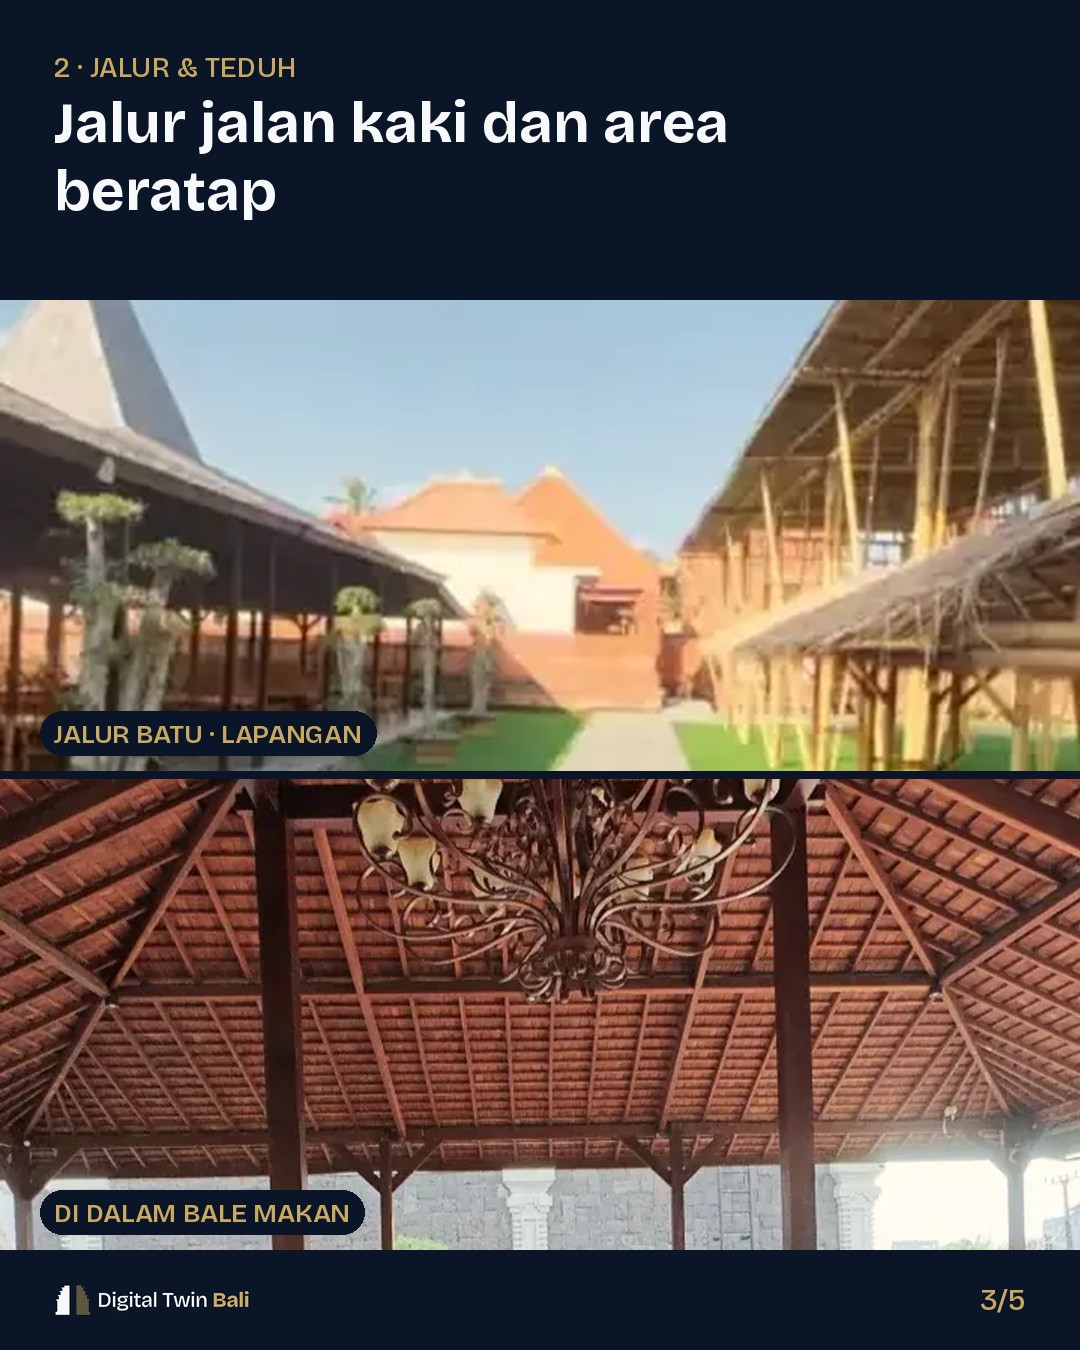 2 · JALUR & TEDUH
Jalur jalan kaki dan area
beratap
JALUR BATU · LAPANGAN
DI DALAM BALE MAKAN
Digital Twin Bali
3/5